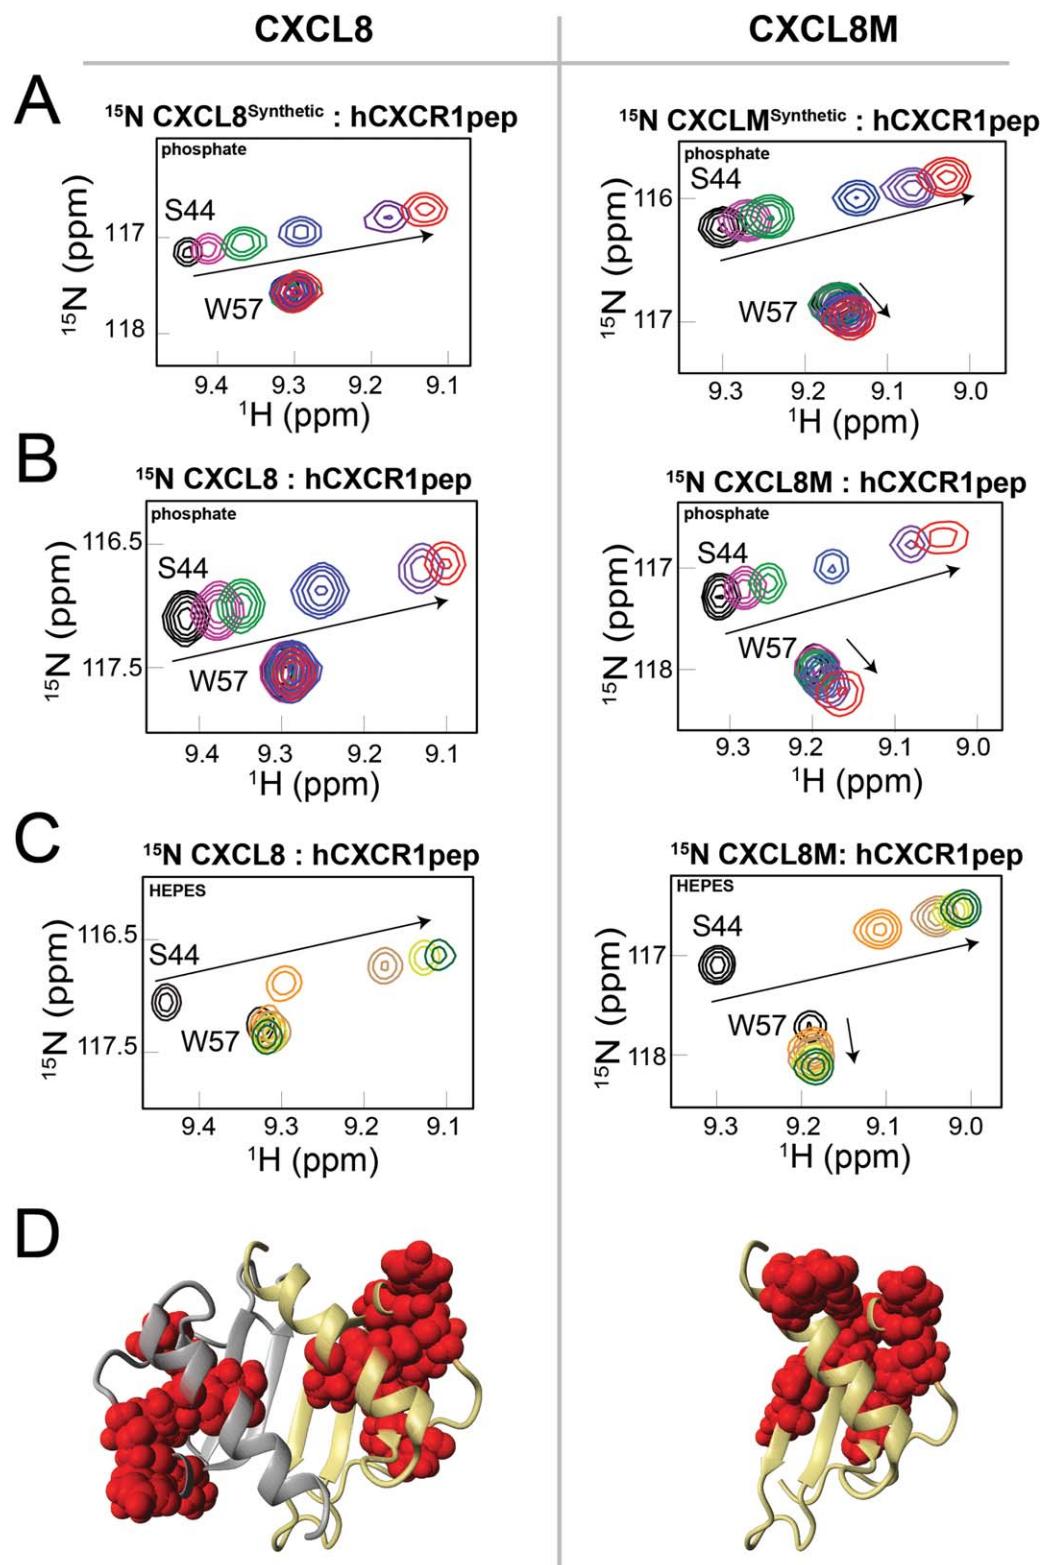 CXCL8
CXCL8M
A
15N CXCL8Synthetic : hCXCR1pep
phosphate
S44
W57
117
118
15N (ppm)
9.4 9.3 9.2 9.1
1H (ppm)
15N CXCLMSynthetic : hCXCR1pep
phosphate
S44
W57
116
117
15N (ppm)
9.3 9.2 9.1 9.0
1H (ppm)
B
15N CXCL8 : hCXCR1pep
phosphate
116.5
S44
W57
117.5
15N (ppm)
9.4 9.3 9.2 9.1
1H (ppm)
15N CXCL8M : hCXCR1pep
phosphate
S44
117
W57
118
15N (ppm)
9.3 9.2 9.1 9.0
1H (ppm)
C
15N CXCL8 : hCXCR1pep
HEPES
116.5
S44
W57
117.5
15N (ppm)
9.4 9.3 9.2 9.1
1H (ppm)
15N CXCL8M: hCXCR1pep
HEPES
S44
117
W57
118
15N (ppm)
9.3 9.2 9.1 9.0
1H (ppm)
D